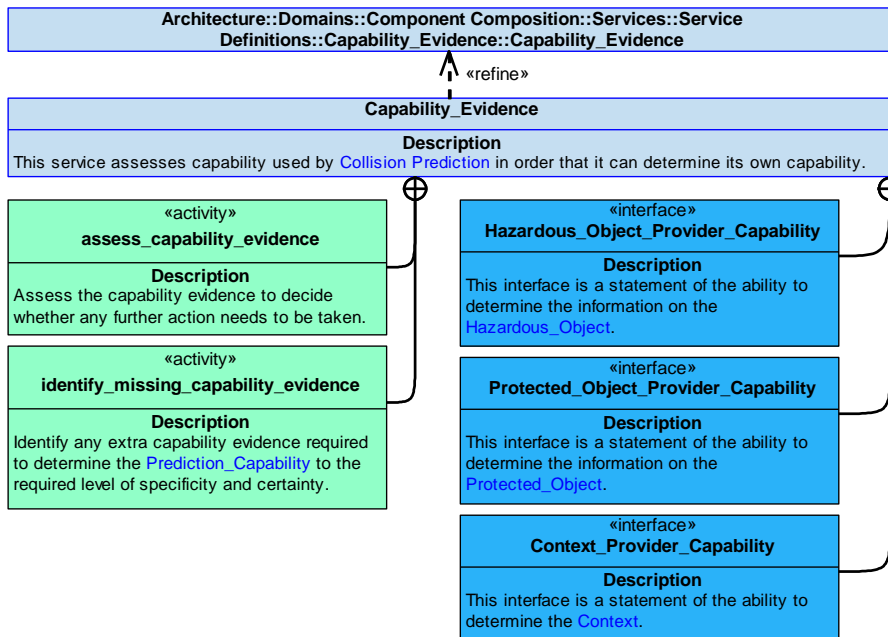 Architecture::Domains::Component Composition::Services::Service
Definitions::Capability_Evidence::Capability_Evidence
«refine»
Capability_Evidence
Description
This service assesses capability used by Collision Prediction in order that it can determine its own capability.
«activity»
assess_capability_evidence
Description
Assess the capability evidence to decide
whether any further action needs to be taken.
«activity»
identify_missing_capability_evidence
Description
Identify any extra capability evidence required
to determine the Prediction_Capability to the
required level of specificity and certainty.
«interface»
Hazardous_Object_Provider_Capability
Description
This interface is a statement of the ability to
determine the information on the
Hazardous_Object.
«interface»
Protected_Object_Provider_Capability
Description
This interface is a statement of the ability to
determine the information on the
Protected_Object.
«interface»
Context_Provider_Capability
Description
This interface is a statement of the ability to
determine the Context.